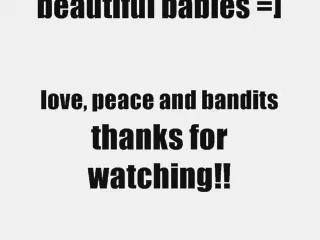 beautiful babies =]
love, peace and bandits
thanks for
watching!!